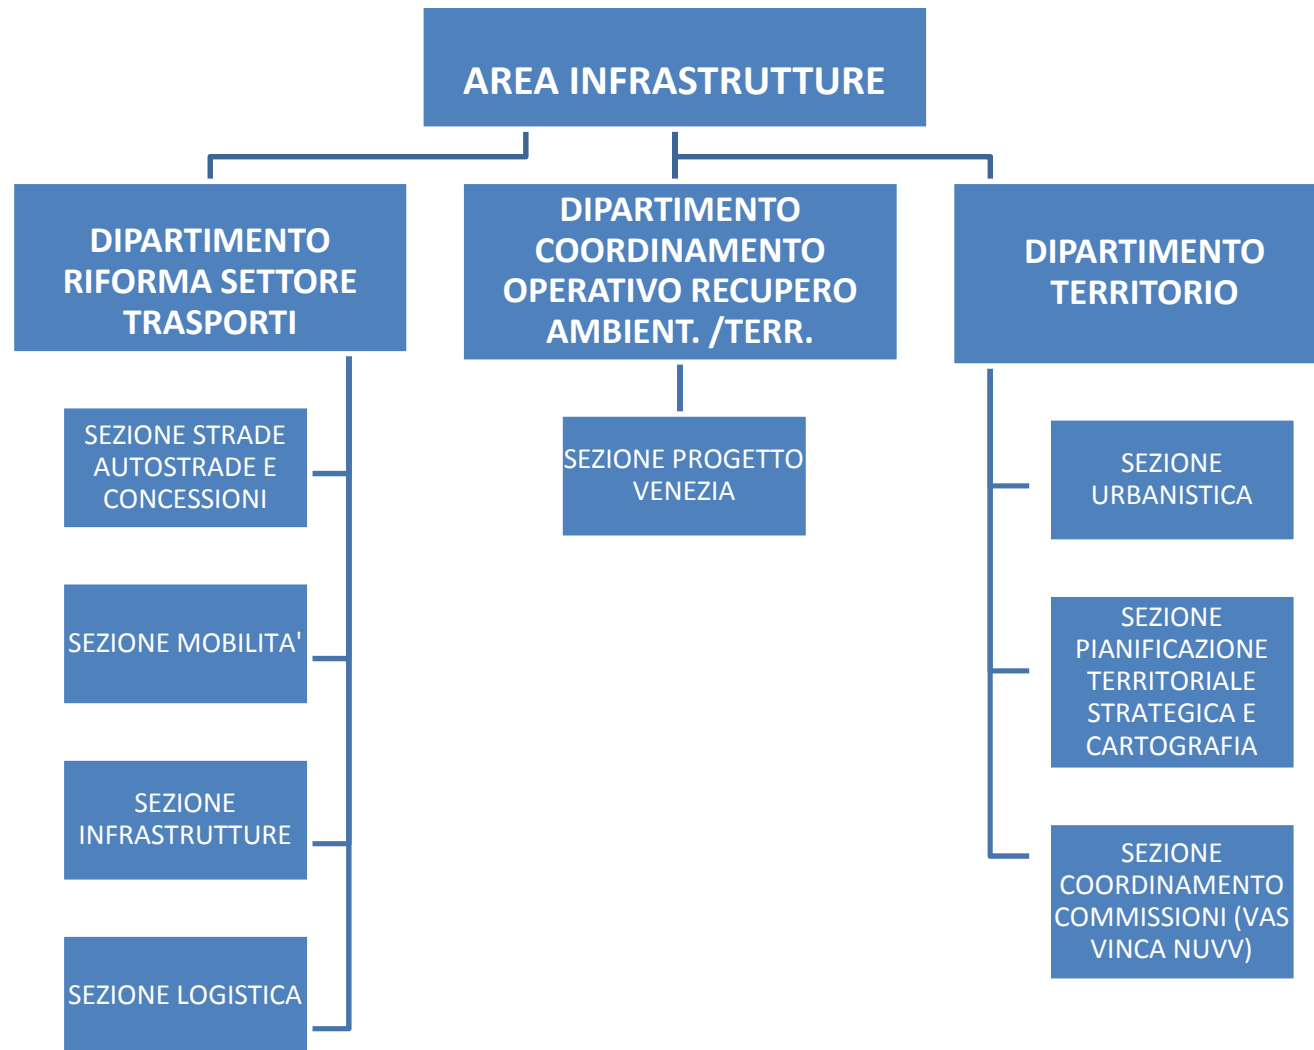 AREA INFRASTRUTTURE
DIPARTIMENTO
RIFORMA SETTORE
TRASPORTI
DIPARTIMENTO
COORDINAMENTO
OPERATIVO RECUPERO
AMBIENT. /TERR.
DIPARTIMENTO
TERRITORIO
SEZIONE STRADE
AUTOSTRADE E
CONCESSIONI
SEZIONE MOBILITA'
SEZIONE
INFRASTRUTTURE
SEZIONE LOGISTICA
SEZIONE PROGETTO
VENEZIA
SEZIONE
URBANISTICA
SEZIONE
PIANIFICAZIONE
TERRITORIALE
STRATEGICA E
CARTOGRAFIA
SEZIONE
COORDINAMENTO
COMMISSIONI (VAS
VINCA NUVV)